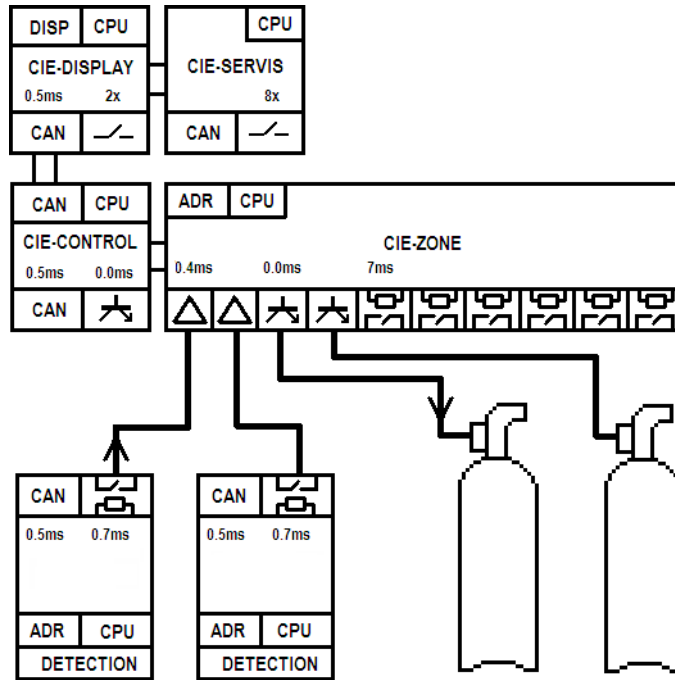 DISP CPU
CIE-DISPLAY
0.5ms 2x
CAN
CPU
CIE-SERVIS
8x
CAN
CAN CPU
CIE-CONTROL
0.5ms 0.0ms
CAN
ADR CPU
CIE-ZONE
0.4ms 0.0ms 7ms
CAN
0.5ms 0.7ms
ADR CPU
DETECTION
CAN
0.5ms 0.7ms
ADR CPU
DETECTION